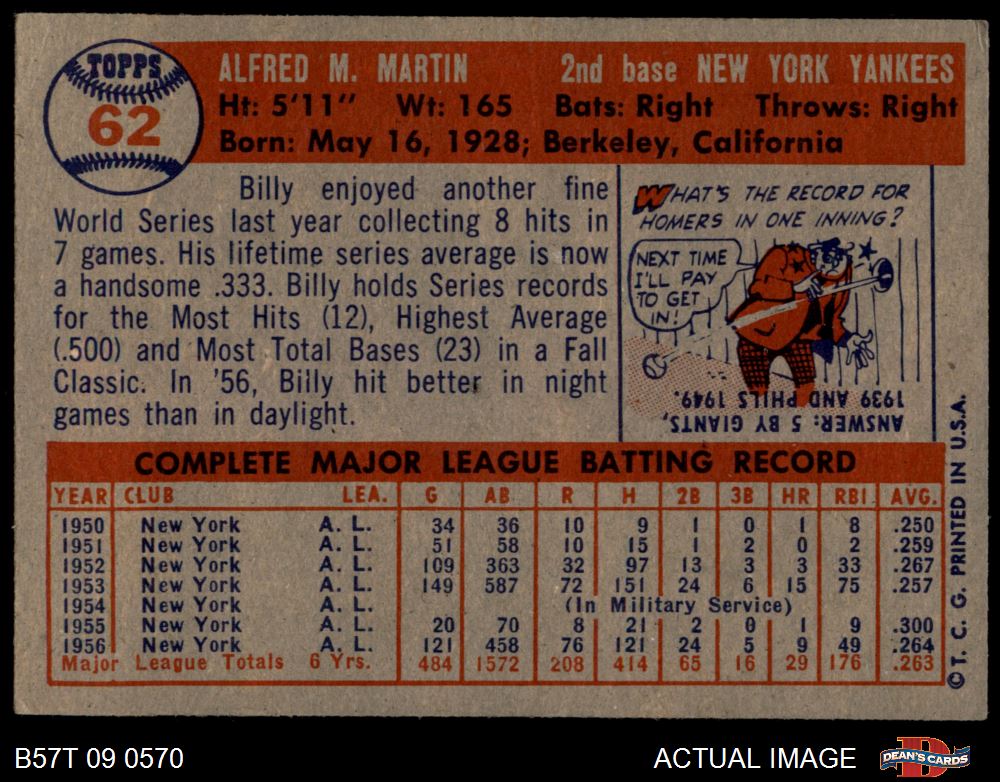 TOPPS
62
ALFRED M. MARTIN 2nd base NEW YORK YANKEES
Ht: 5'11" Wt: 165 Bats: Right Throws: Right
Born: May 16, 1928; Berkeley, California
Billy enjoyed another fine
World Series last year collecting 8 hits in
7 games. His lifetime series average is now
a handsome .333. Billy holds Series records
for the Most Hits (12), Highest Average
(.500) and Most Total Bases (23) in a Fall
Classic. In '56, Billy hit better in night
games than in daylight.
WHAT'S THE RECORD FOR
HOMERS IN ONE INNING?
NEXT TIME
I'LL PAY
TO GET
IN!
ANSWER: 5 BY GIANTS,
1939 AND PHILS 1949.
COMPLETE MAJOR LEAGUE BATTING RECORD
YEAR CLUB LEA. G AB R H 2B 3B HR RBI AVG.
1950 New York A. L. 34 36 10 9 1 0 1 8 .250
1951 New York A. L. 51 58 10 15 1 2 0 2 .259
1952 New York A. L. 109 363 32 97 13 3 3 33 .267
1953 New York A. L. 149 587 72 151 24 6 15 75 .257
1954 New York A. L. (In Military Service)
1955 New York A. L. 20 70 8 21 2 0 1 9 .300
1956 New York A. L. 121 458 76 121 24 5 9 49 .264
Major League Totals 6 Yrs. 484 1572 208 414 65 16 29 176 .263
©T. C. G. PRINTED IN U.S.A.
B57T 09 0570
ACTUAL IMAGE
DEAN'S CARDS